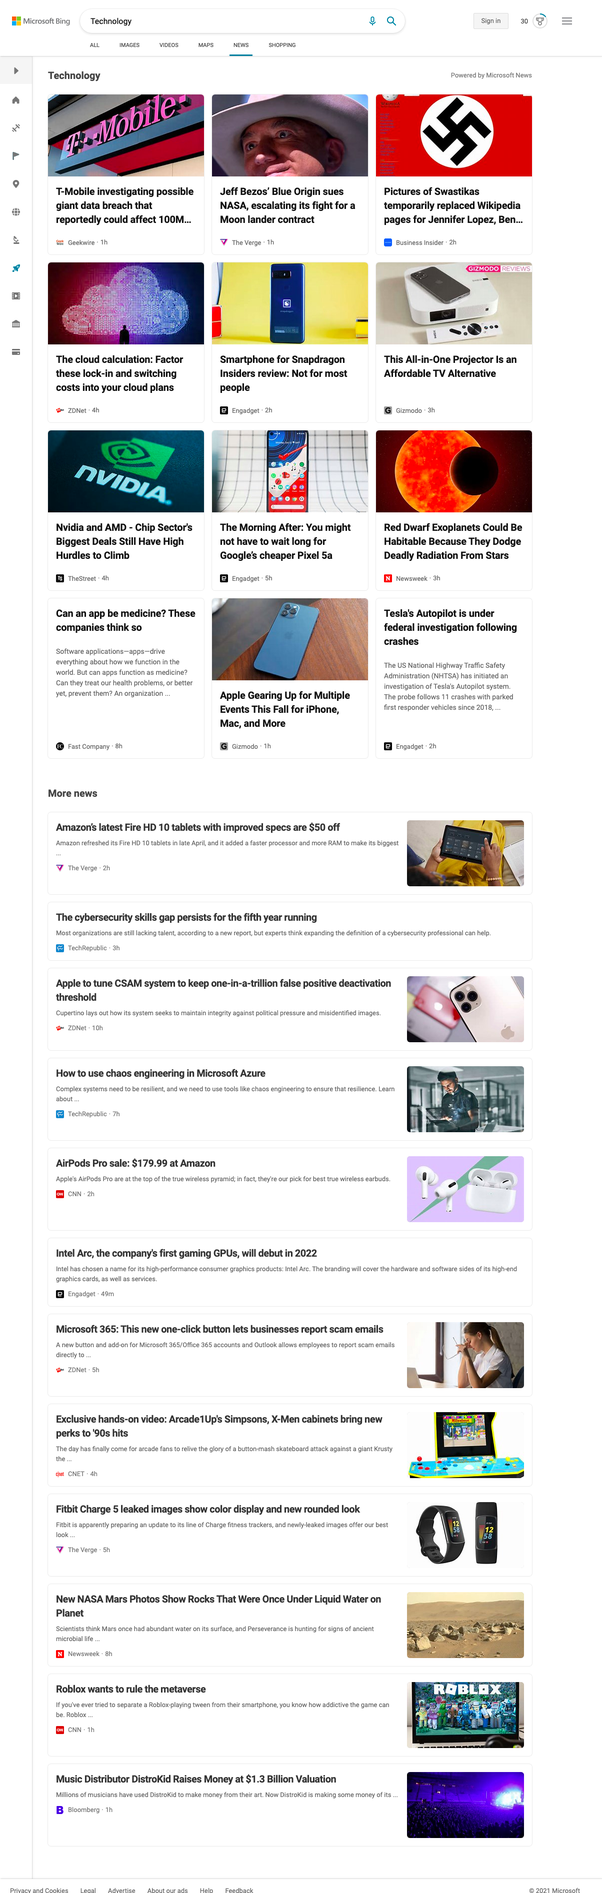 Microsoft Bing
Technology
Sign in
30
ALL
IMAGES
VIDEOS
MAPS
NEWS
SHOPPING
Technology
Powered by Microsoft News
T-Mobile
T-Mobile investigating possible
giant data breach that
reportedly could affect 100M...
Geekwire · 1h
Jeff Bezos' Blue Origin sues
NASA, escalating its fight for a
Moon lander contract
The Verge · 1h
Pictures of Swastikas
temporarily replaced Wikipedia
pages for Jennifer Lopez, Ben...
Business Insider · 2h
The cloud calculation: Factor
these lock-in and switching
costs into your cloud plans
ZDNet · 4h
Smartphone for Snapdragon
Insiders review: Not for most
people
Engadget · 2h
GIZMODO REVIEWS
This All-in-One Projector Is an
Affordable TV Alternative
Gizmodo · 3h
NVIDIA
Nvidia and AMD - Chip Sector's
Biggest Deals Still Have High
Hurdles to Climb
TheStreet · 4h
The Morning After: You might
not have to wait long for
Google's cheaper Pixel 5a
Engadget · 5h
Red Dwarf Exoplanets Could Be
Habitable Because They Dodge
Deadly Radiation From Stars
Newsweek · 3h
Can an app be medicine? These
companies think so
Software applications—apps—drive
everything about how we function in the
world. But can apps function as medicine?
Can they treat our health problems, or better
yet, prevent them? An organization ...
Fast Company · 8h
Apple Gearing Up for Multiple
Events This Fall for iPhone,
Mac, and More
Gizmodo · 1h
Tesla's Autopilot is under
federal investigation following
crashes
The US National Highway Traffic Safety
Administration (NHTSA) has initiated an
investigation of Tesla's Autopilot system.
The probe follows 11 crashes with parked
first responder vehicles since 2018, ...
Engadget · 2h
More news
Amazon's latest Fire HD 10 tablets with improved specs are $50 off
Amazon refreshed its Fire HD 10 tablets in late April, and it added a faster processor and more RAM to make its biggest
...
The Verge · 2h
The cybersecurity skills gap persists for the fifth year running
Most organizations are still lacking talent, according to a new report, but experts think expanding the definition of a cybersecurity professional can help.
TechRepublic · 3h
Apple to tune CSAM system to keep one-in-a-trillion false positive deactivation
threshold
Cupertino lays out how its system seeks to maintain integrity against political pressure and misidentified images.
ZDNet · 10h
How to use chaos engineering in Microsoft Azure
Complex systems need to be resilient, and we need to use tools like chaos engineering to ensure that resilience. Learn
about ...
TechRepublic · 7h
AirPods Pro sale: $179.99 at Amazon
Apple's AirPods Pro are at the top of the true wireless pyramid; in fact, they're our pick for best true wireless earbuds.
CNN · 2h
Intel Arc, the company's first gaming GPUs, will debut in 2022
Intel has chosen a name for its high-performance consumer graphics products: Intel Arc. The branding will cover the hardware and software sides of its high-end
graphics cards, as well as services.
Engadget · 49m
Microsoft 365: This new one-click button lets businesses report scam emails
A new button and add-on for Microsoft 365/Office 365 accounts and Outlook allows employees to report scam emails
directly to ...
ZDNet · 5h
Exclusive hands-on video: Arcade1Up's Simpsons, X-Men cabinets bring new
perks to '90s hits
The day has finally come for arcade fans to relive the glory of a button-mash skateboard attack against a giant Krusty
the ...
CNET · 4h
Fitbit Charge 5 leaked images show color display and new rounded look
Fitbit is apparently preparing an update to its line of Charge fitness trackers, and newly-leaked images offer our best
look ...
The Verge · 5h
New NASA Mars Photos Show Rocks That Were Once Under Liquid Water on
Planet
Scientists think Mars once had abundant water on its surface, and Perseverance is hunting for signs of ancient
microbial life ...
Newsweek · 8h
Roblox wants to rule the metaverse
If you've ever tried to separate a Roblox-playing tween from their smartphone, you know how addictive the game can
be. Roblox ...
CNN · 1h
ROBLOX
Music Distributor DistroKid Raises Money at $1.3 Billion Valuation
Millions of musicians have used DistroKid to make money from their art. Now DistroKid is making some money of its ...
Bloomberg · 1h
Privacy and Cookies
Legal
Advertise
About our ads
Help
Feedback
© 2021 Microsoft